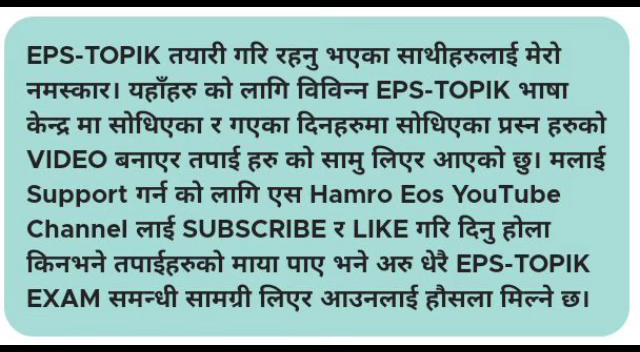 EPS-TOPIK तयारी गरि रहनु भएका साथीहरुलाई मेरो
नमस्कार। यहाँहरु को लागि विविन्न EPS-TOPIK भाषा
केन्द्र मा सोधिएका र गएका दिनहरुमा सोधिएका प्रस्न हरुको
VIDEO बनाएर तपाई हरु को सामु लिएर आएको छु। मलाई
Support गर्न को लागि एस Hamro Eos YouTube
Channel लाई SUBSCRIBE र LIKE गरि दिनु होला
किनभने तपाईहरुको माया पाए भने अरु धेरै EPS-TOPIK
EXAM समन्धी सामग्री लिएर आउनलाई हौसला मिल्ने छ।